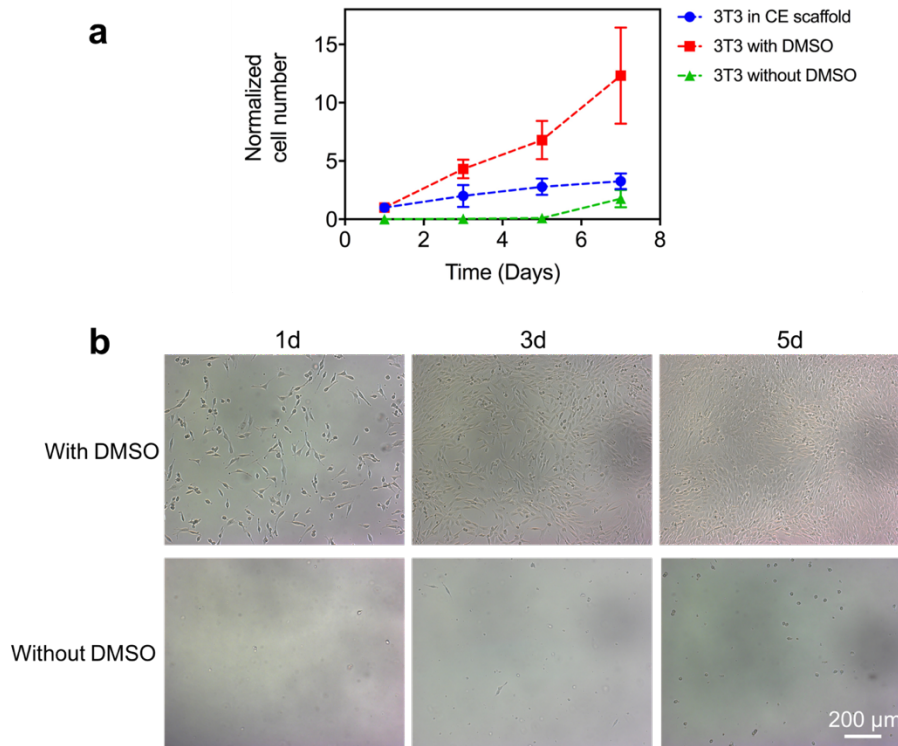 a
3T3 in CE scaffold
3T3 with DMSO
3T3 without DMSO
Normalized
cell number
15
10
5
0
0 2 4 6 8
Time (Days)
b
1d 3d 5d
With DMSO
Without DMSO
200 μm